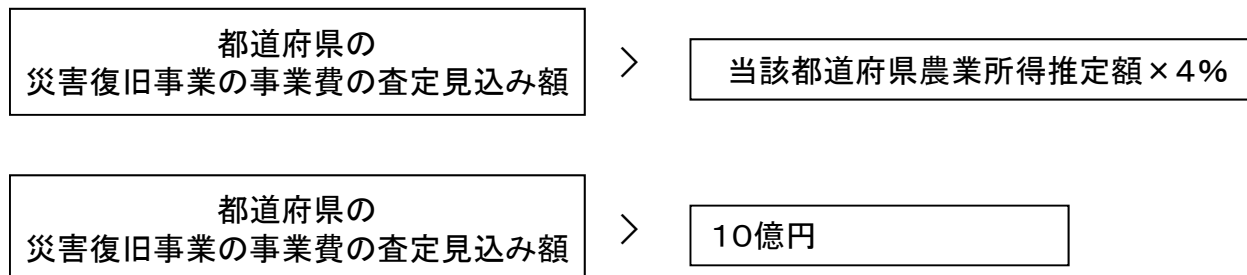 都道府県の
災害復旧事業の事業費の査定見込み額
＞
当該都道府県農業所得推定額×４％
都道府県の
災害復旧事業の事業費の査定見込み額
＞
１０億円